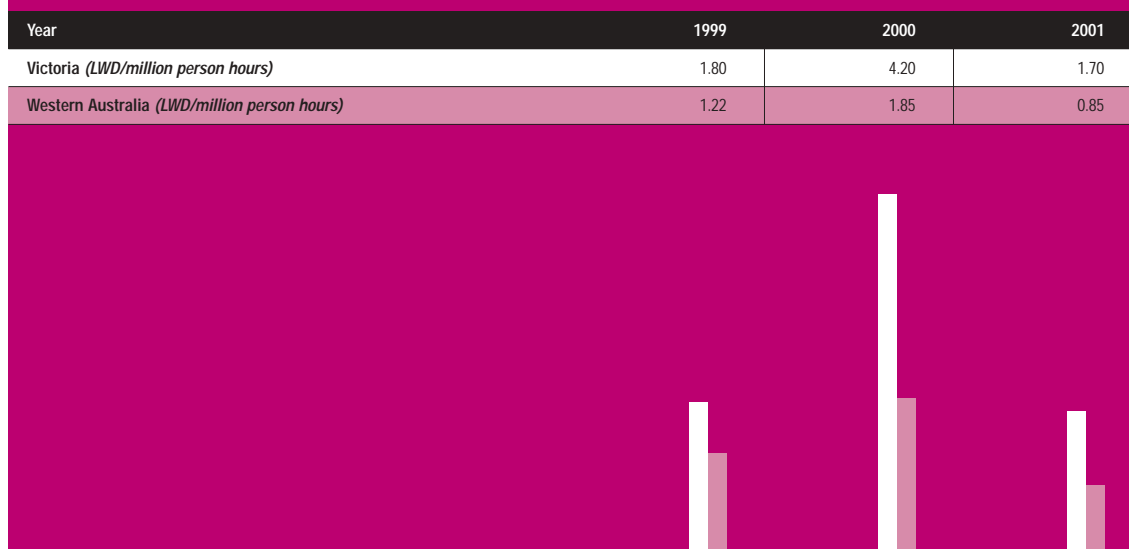 Year 1999 2000 2001
Victoria (LWD/million person hours) 1.80 4.20 1.70
Western Australia (LWD/million person hours) 1.22 1.85 0.85